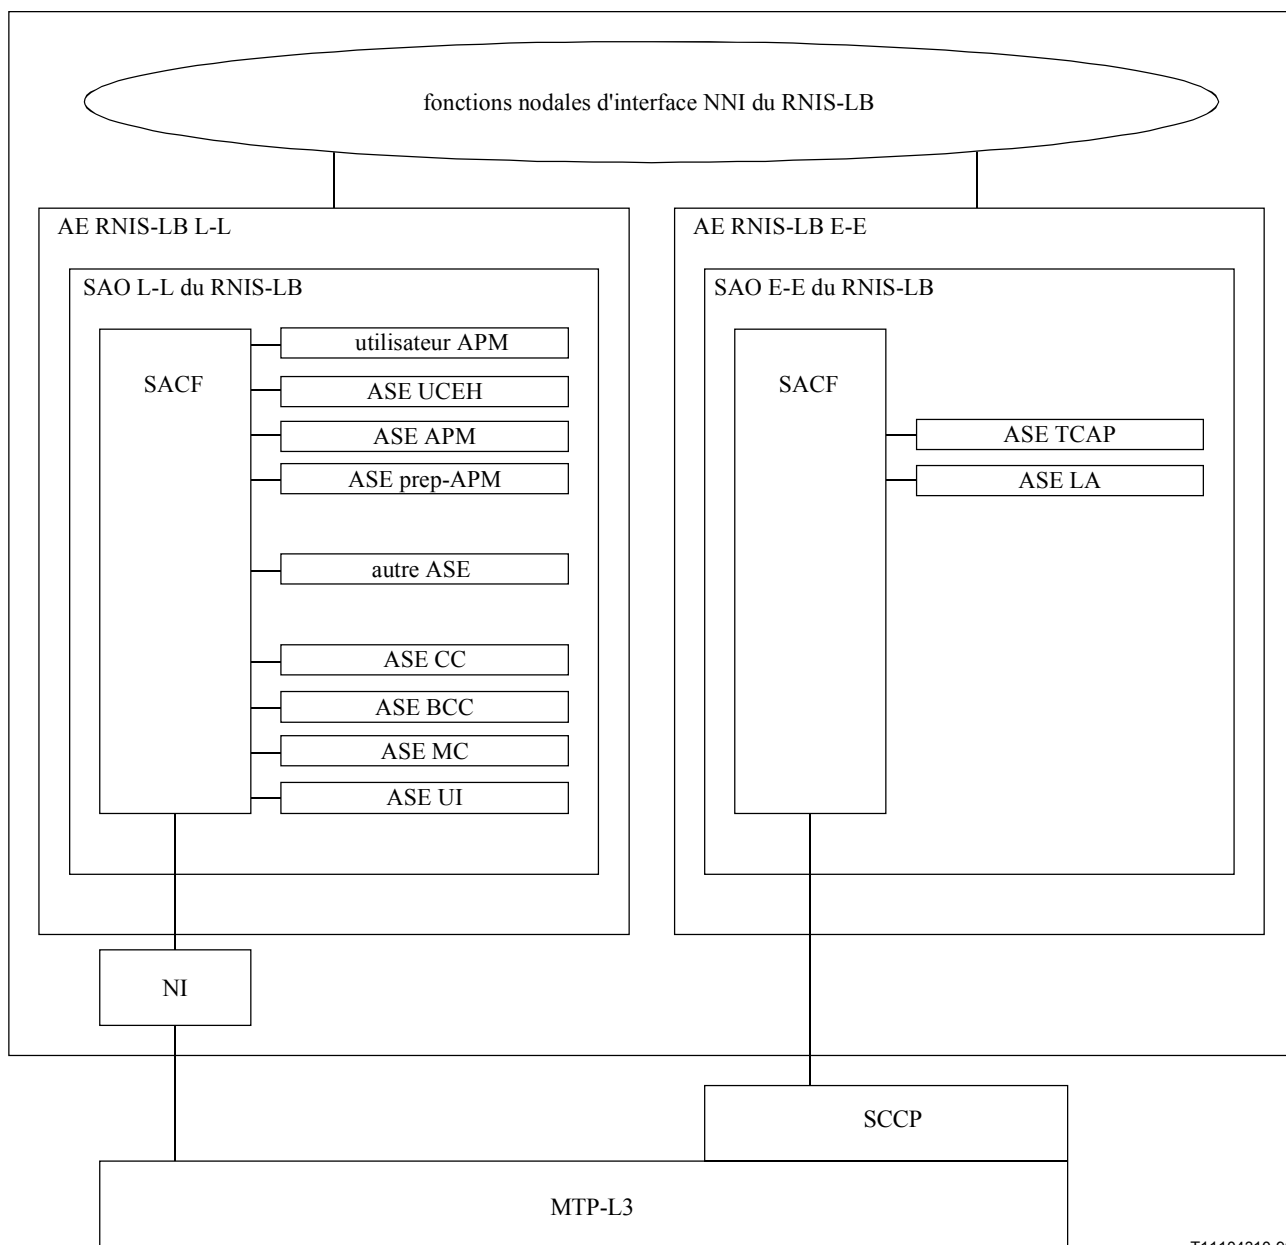 fonctions nodales d'interface NNI du RNIS-LB
AE RNIS-LB L-L
SAO L-L du RNIS-LB
SACF
utilisateur APM
ASE UCEH
ASE APM
ASE prep-APM
autre ASE
ASE CC
ASE BCC
ASE MC
ASE UI
NI
AE RNIS-LB E-E
SAO E-E du RNIS-LB
SACF
ASE TCAP
ASE LA
SCCP
MTP-L3